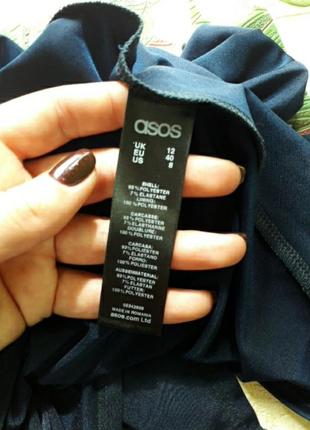 asos
UK 12
EU 40
US 8
SHELL:
93% POLYESTER
7% ELASTANE
LINING:
100% POLYESTER
CARCASSE:
93% POLYESTER
7% ELASTHANNE
DOUBLURE:
100% POLYESTER
CARCASA:
93% POLIÉSTER
7% ELASTANO
FORRO:
100% POLIÉSTER
AUSSENMATERIAL:
93% POLYESTER
7% ELASTAN
FUTTER:
100% POLYESTER
MADE IN ROMANIA
asos.com Ltd